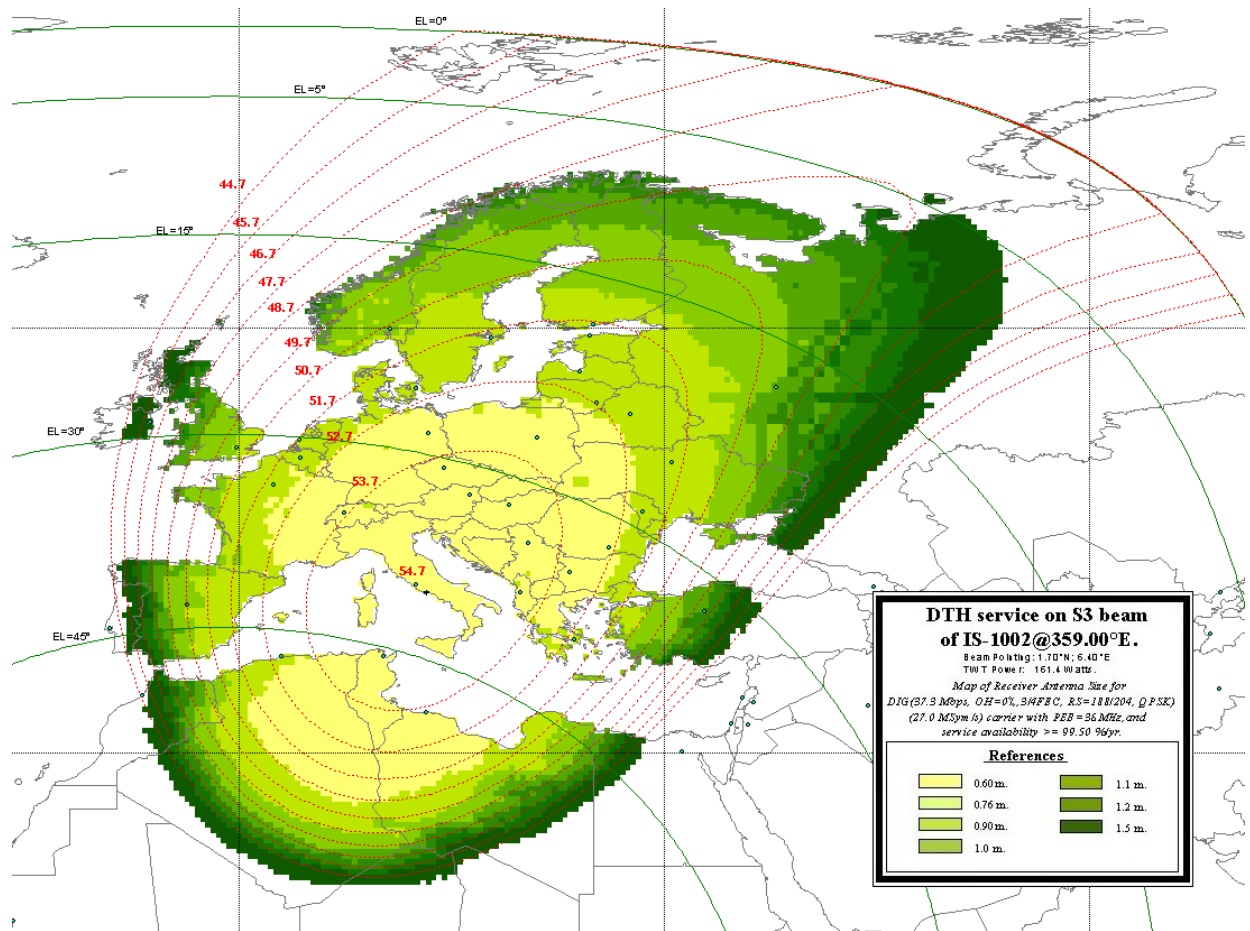 EL=0°
EL=5°
44.7
45.7
EL=15°
46.7
47.7
48.7
49.7
50.7
51.7
EL=30°
52.7
53.7
54.7
EL=45°
DTH service on S3 beam
of IS-1002@359.00°E.
Beam Pointing: 1.70°N; 6.40°E
TWT Power: 161.4 Watts.
Map of Receiver Antenna Size for
DIG(37.3 Mbps, OH=0%, 3/4FEC, RS=188/204, QPSK)
(27.0 MSym/s) carrier with PEB=36MHz, and
service availability >= 99.50 %/yr.
References
0.60 m.
0.76 m.
0.90 m.
1.0 m.
1.1 m.
1.2 m.
1.5 m.